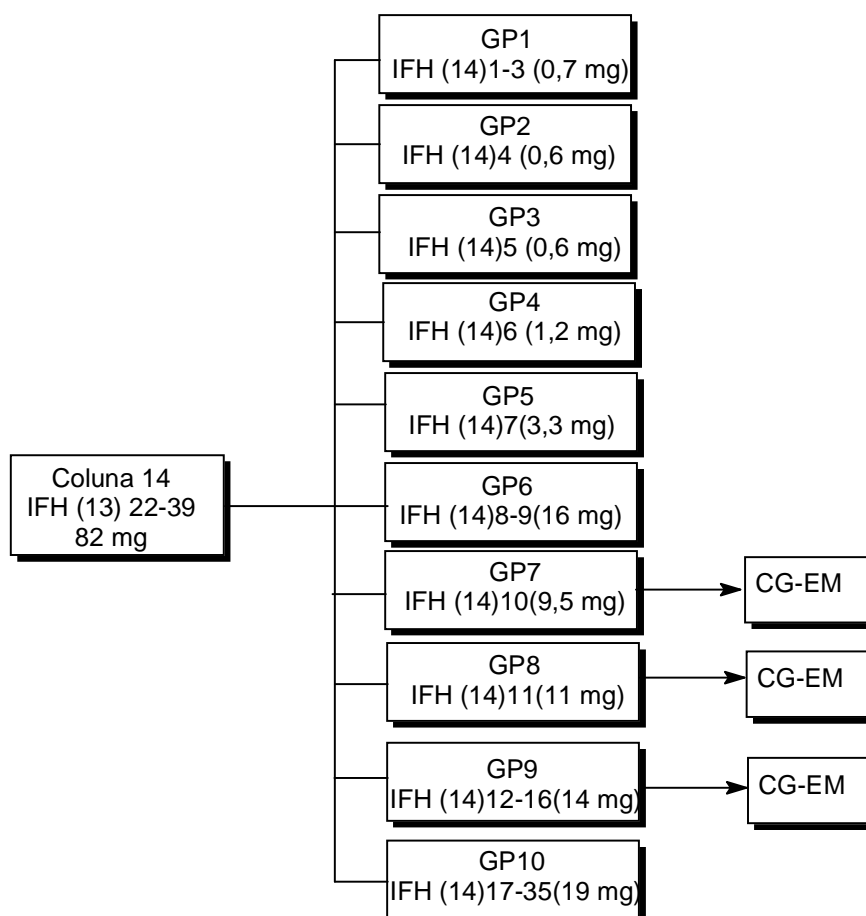 GP1
IFH (14)1-3 (0,7 mg)
GP2
IFH (14)4 (0,6 mg)
GP3
IFH (14)5 (0,6 mg)
GP4
IFH (14)6 (1,2 mg)
GP5
IFH (14)7(3,3 mg)
Coluna 14
IFH (13) 22-39
82 mg
GP6
IFH (14)8-9(16 mg)
GP7
IFH (14)10(9,5 mg)
CG-EM
GP8
IFH (14)11(11 mg)
CG-EM
GP9
IFH (14)12-16(14 mg)
CG-EM
GP10
IFH (14)17-35(19 mg)